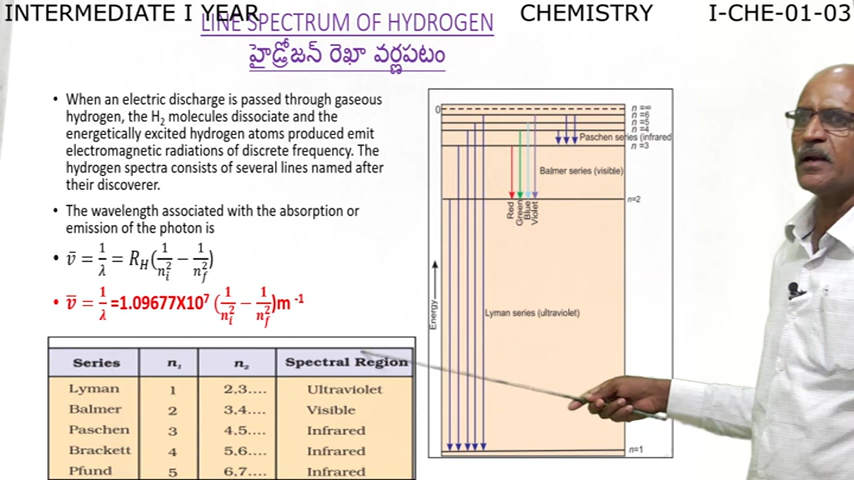 INTERMEDIATE I YEAR
CHEMISTRY
I-CHE-01-03
LINE SPECTRUM OF HYDROGEN
హైడ్రోజన్ రేఖా వర్ణపటం
• When an electric discharge is passed through gaseous
hydrogen, the H₂ molecules dissociate and the
energetically excited hydrogen atoms produced emit
electromagnetic radiations of discrete frequency. The
hydrogen spectra consists of several lines named after
their discoverer.
• The wavelength associated with the absorption or
emission of the photon is
• v̄ = 1/λ = R_H(1/n_i² − 1/n_f²)
• v̄ = 1/λ =1.09677X10⁷ (1/n_i² − 1/n_f²)m ⁻¹
Series n₁ n₂ Spectral Region
Lyman 1 2,3.... Ultraviolet
Balmer 2 3,4.... Visible
Paschen 3 4,5.... Infrared
Brackett 4 5,6.... Infrared
Pfund 5 6,7.... Infrared
0
n =∞
n =6
n =5
n =4
Paschen series (infrared
n =3
Balmer series (visible)
n=2
Red
Green
Blue
Violet
Energy
Lyman series (ultraviolet)
n=1